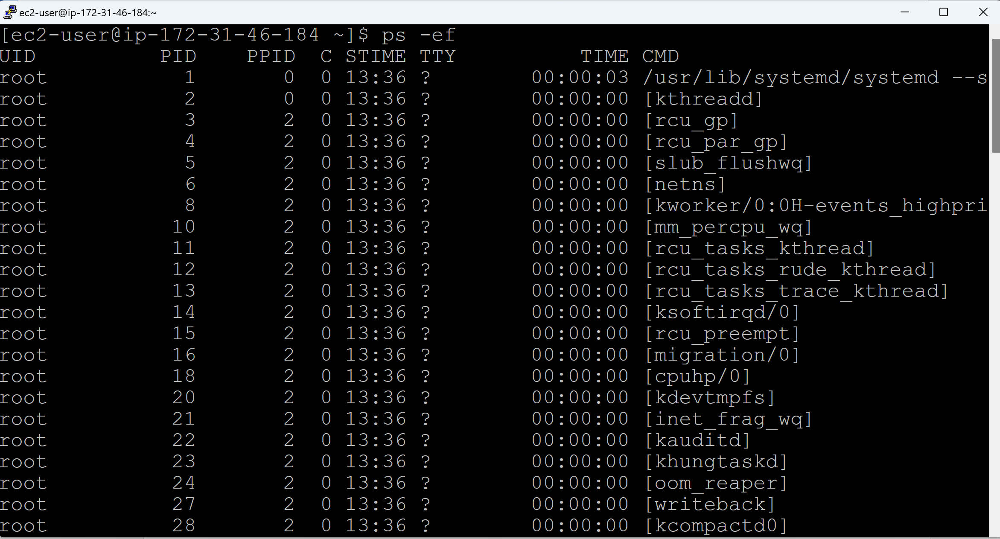 ec2-user@ip-172-31-46-184:~
[ec2-user@ip-172-31-46-184 ~]$ ps -ef
UID PID PPID C STIME TTY TIME CMD
root 1 0 0 13:36 ? 00:00:03 /usr/lib/systemd/systemd --s
root 2 0 0 13:36 ? 00:00:00 [kthreadd]
root 3 2 0 13:36 ? 00:00:00 [rcu_gp]
root 4 2 0 13:36 ? 00:00:00 [rcu_par_gp]
root 5 2 0 13:36 ? 00:00:00 [slub_flushwq]
root 6 2 0 13:36 ? 00:00:00 [netns]
root 8 2 0 13:36 ? 00:00:00 [kworker/0:0H-events_highpri
root 10 2 0 13:36 ? 00:00:00 [mm_percpu_wq]
root 11 2 0 13:36 ? 00:00:00 [rcu_tasks_kthread]
root 12 2 0 13:36 ? 00:00:00 [rcu_tasks_rude_kthread]
root 13 2 0 13:36 ? 00:00:00 [rcu_tasks_trace_kthread]
root 14 2 0 13:36 ? 00:00:00 [ksoftirqd/0]
root 15 2 0 13:36 ? 00:00:00 [rcu_preempt]
root 16 2 0 13:36 ? 00:00:00 [migration/0]
root 18 2 0 13:36 ? 00:00:00 [cpuhp/0]
root 20 2 0 13:36 ? 00:00:00 [kdevtmpfs]
root 21 2 0 13:36 ? 00:00:00 [inet_frag_wq]
root 22 2 0 13:36 ? 00:00:00 [kauditd]
root 23 2 0 13:36 ? 00:00:00 [khungtaskd]
root 24 2 0 13:36 ? 00:00:00 [oom_reaper]
root 27 2 0 13:36 ? 00:00:00 [writeback]
root 28 2 0 13:36 ? 00:00:00 [kcompactd0]